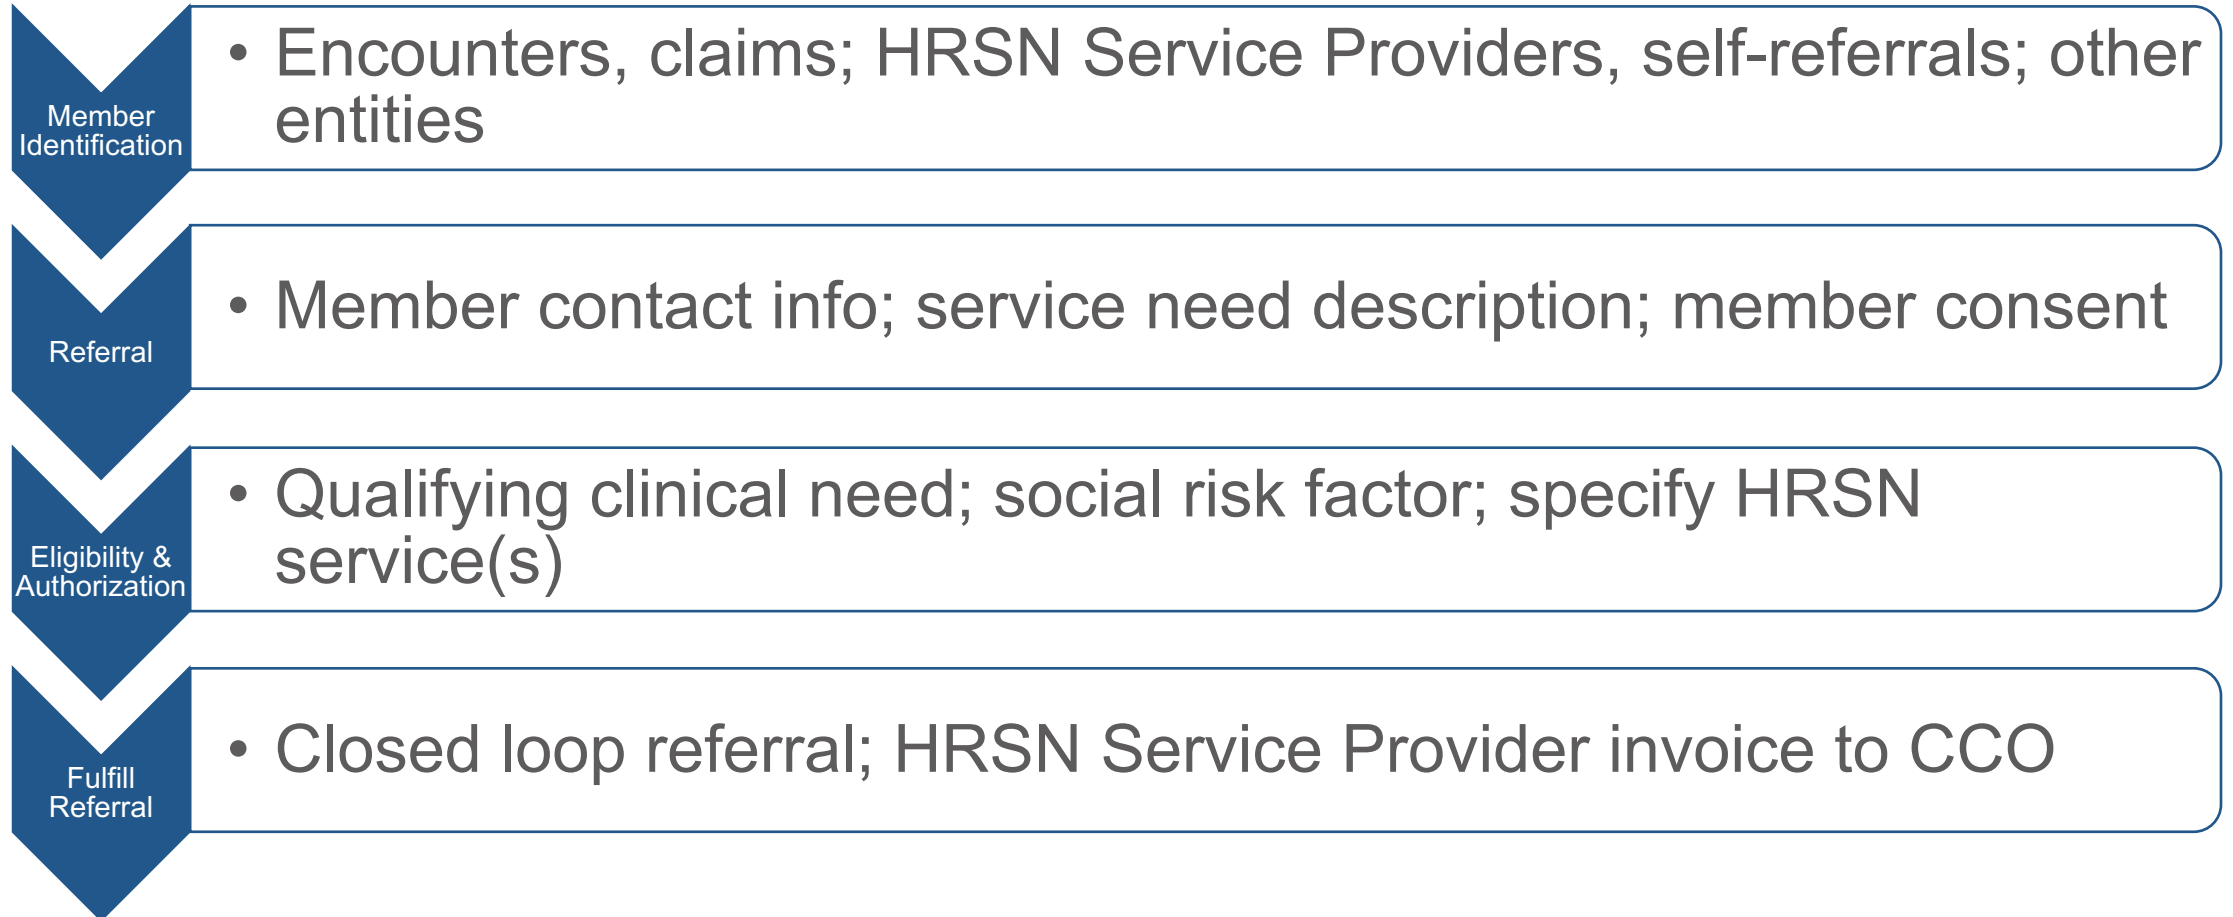 Member
Identification
• Encounters, claims; HRSN Service Providers, self-referrals; other
entities
Referral
• Member contact info; service need description; member consent
Eligibility &
Authorization
• Qualifying clinical need; social risk factor; specify HRSN
service(s)
Fulfill
Referral
• Closed loop referral; HRSN Service Provider invoice to CCO